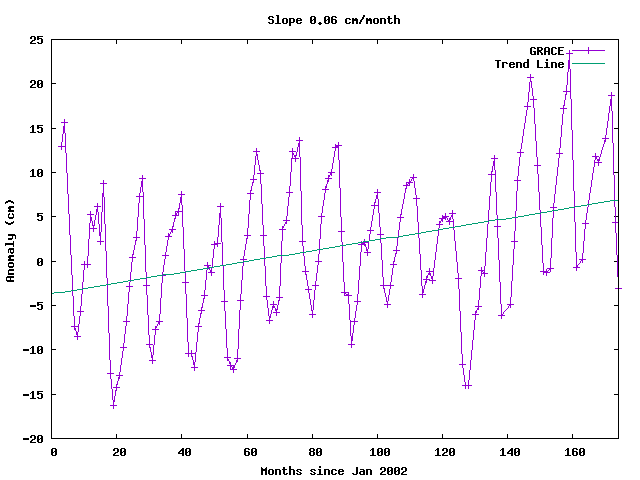 Slope 0.06 cm/month
GRACE
Trend Line
25
20
15
10
5
0
-5
-10
-15
-20
Anomaly (cm)
0 20 40 60 80 100 120 140 160
Months since Jan 2002